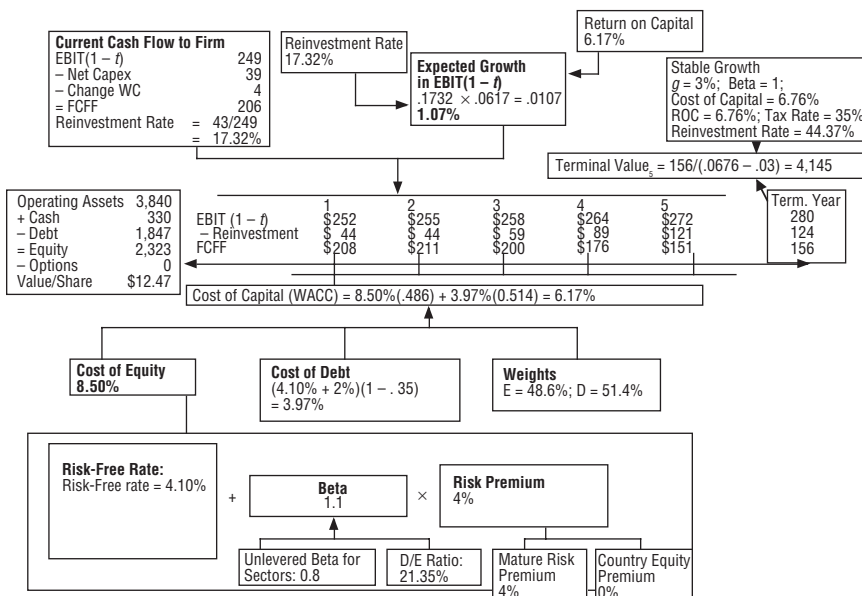 Return on Capital
6.17%
Current Cash Flow to Firm
EBIT(1 – t) 249
– Net Capex 39
– Change WC 4
= FCFF 206
Reinvestment Rate = 43/249
= 17.32%
Reinvestment Rate
17.32%
Expected Growth
in EBIT(1 – t)
.1732 × .0617 = .0107
1.07%
Stable Growth
g = 3%; Beta = 1;
Cost of Capital = 6.76%
ROC = 6.76%; Tax Rate = 35%
Reinvestment Rate = 44.37%
Terminal Value5 = 156/(.0676 – .03) = 4,145
Operating Assets 3,840
+ Cash 330
– Debt 1,847
= Equity 2,323
– Options 0
Value/Share $12.47
1 2 3 4 5
EBIT (1 – t) $252 $255 $258 $264 $272
– Reinvestment $ 44 $ 44 $ 59 $ 89 $121
FCFF $208 $211 $200 $176 $151
Term. Year
280
124
156
Cost of Capital (WACC) = 8.50%(.486) + 3.97%(0.514) = 6.17%
Cost of Equity
8.50%
Cost of Debt
(4.10% + 2%)(1 – . 35)
= 3.97%
Weights
E = 48.6%; D = 51.4%
Risk-Free Rate:
Risk-Free rate = 4.10%
+
Beta
1.1
×
Risk Premium
4%
Unlevered Beta for
Sectors: 0.8
D/E Ratio:
21.35%
Mature Risk
Premium
4%
Country Equity
Premium
0%